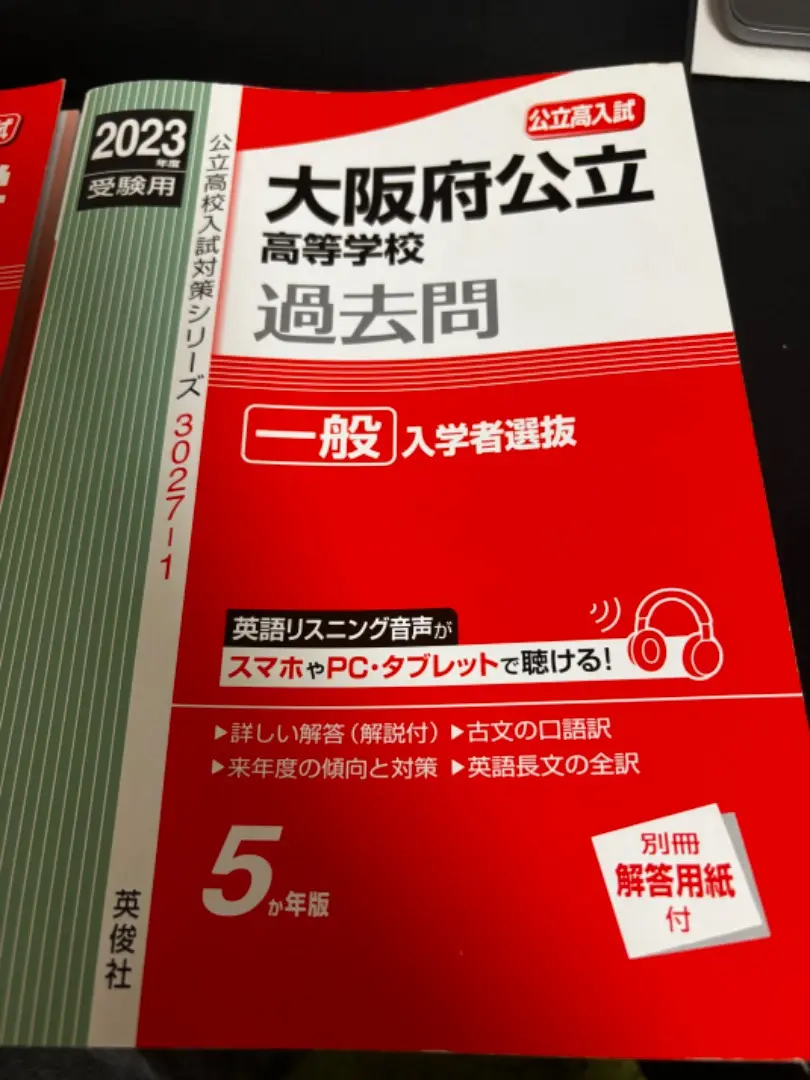 試
2023
年度
受験用
公立高校入試対策シリーズ 3027-1
英俊社
公立高入試
大阪府公立
高等学校
過去問
一般 入学者選抜
英語リスニング音声が
スマホやPC・タブレットで聴ける!
▶詳しい解答(解説付) ▶古文の口語訳
▶来年度の傾向と対策 ▶英語長文の全訳
5か年版
別冊
解答用紙
付